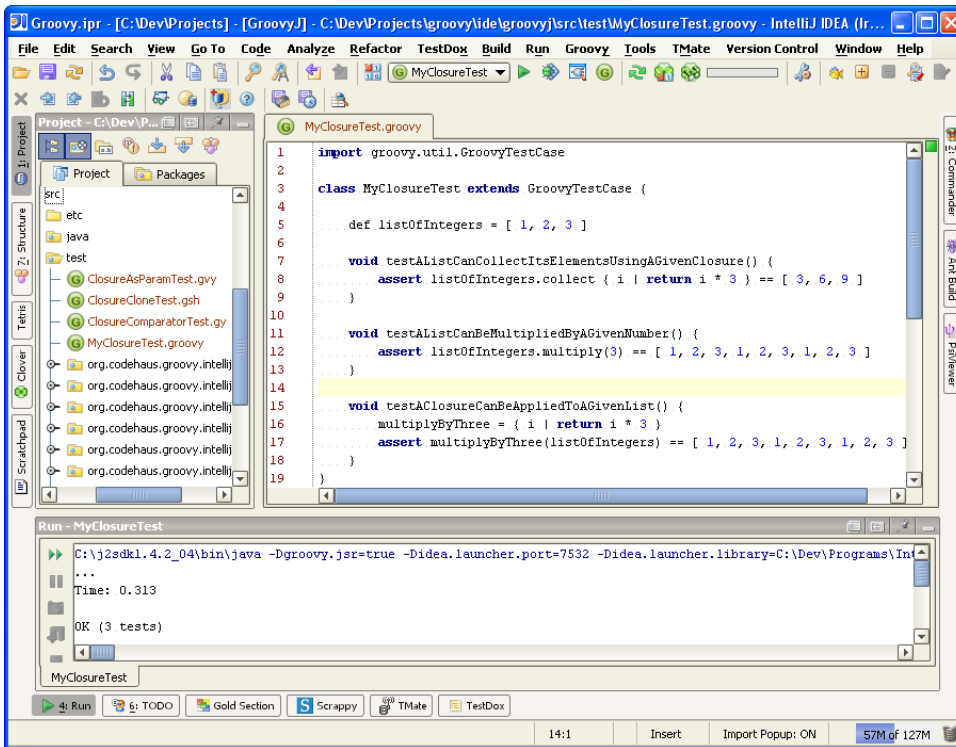 Groovy.ipr - [C:\Dev\Projects] - [GroovyJ] - C:\Dev\Projects\groovy\ide\groovyj\src\test\MyClosureTest.groovy - IntelliJ IDEA (Ir...
File Edit Search View Go To Code Analyze Refactor TestDox Build Run Groovy Tools TMate Version Control Window Help
MyClosureTest
Project - C:\Dev\P...
MyClosureTest.groovy
1: Project
7: Structure
Tetris
Clover
Scratchpad
Project Packages
src
etc
java
test
ClosureAsParamTest.gvy
ClosureCloneTest.gsh
ClosureComparatorTest.gy
MyClosureTest.groovy
org.codehaus.groovy.intellij
org.codehaus.groovy.intellij
org.codehaus.groovy.intellij
org.codehaus.groovy.intellij
org.codehaus.groovy.intellij
org.codehaus.groovy.intellij
1 import groovy.util.GroovyTestCase
2
3 class MyClosureTest extends GroovyTestCase {
4
5 def listOfIntegers = [ 1, 2, 3 ]
6
7 void testAListCanCollectItsElementsUsingAGivenClosure() {
8 assert listOfIntegers.collect { i | return i * 3 } == [ 3, 6, 9 ]
9 }
10
11 void testAListCanBeMultipliedByAGivenNumber() {
12 assert listOfIntegers.multiply(3) == [ 1, 2, 3, 1, 2, 3, 1, 2, 3 ]
13 }
14
15 void testAClosureCanBeAppliedToAGivenList() {
16 multiplyByThree = { i | return i * 3 }
17 assert multiplyByThree(listOfIntegers) == [ 1, 2, 3, 1, 2, 3, 1, 2, 3 ]
18 }
19 }
2: Commander
Ant Build
PsiViewer
Run - MyClosureTest
C:\j2sdk1.4.2_04\bin\java -Dgroovy.jsr=true -Didea.launcher.port=7532 -Didea.launcher.library=C:\Dev\Programs\Int
...
Time: 0.313
OK (3 tests)
MyClosureTest
4: Run 6: TODO Gold Section Scrappy TMate TestDox
14:1 Insert Import Popup: ON 57M of 127M